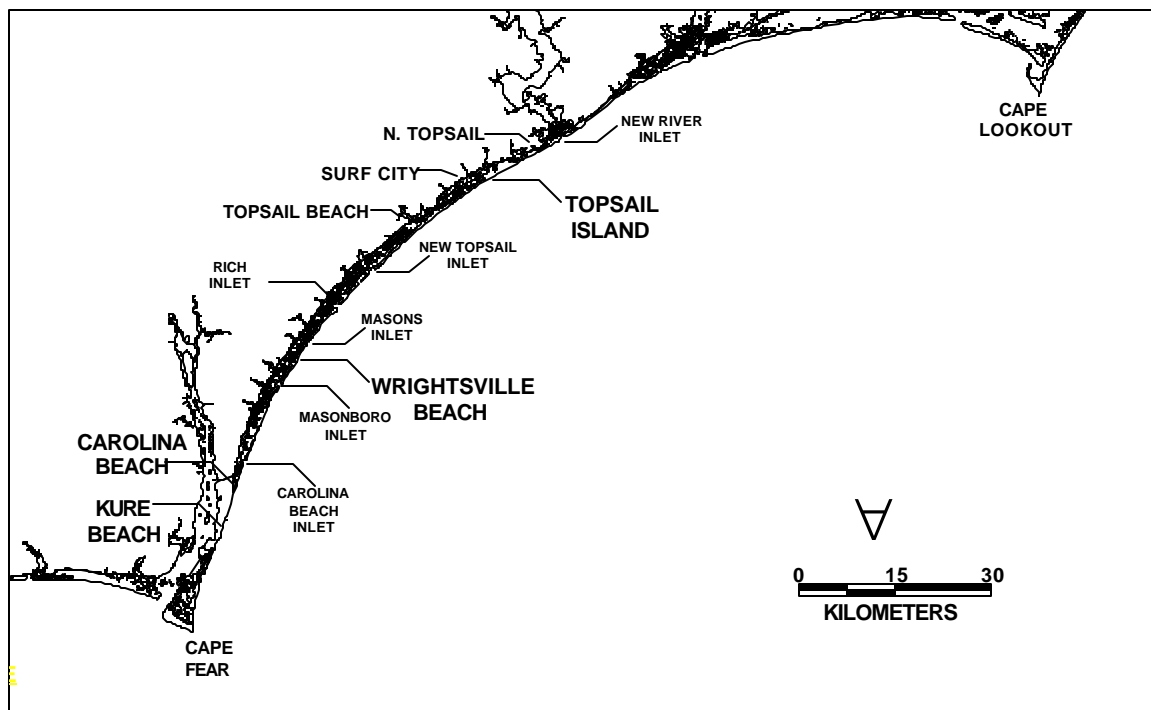 CAPE
LOOKOUT
NEW RIVER
INLET
N. TOPSAIL
SURF CITY
TOPSAIL
ISLAND
TOPSAIL BEACH
NEW TOPSAIL
INLET
RICH
INLET
MASONS
INLET
WRIGHTSVILLE
BEACH
MASONBORO
INLET
CAROLINA
BEACH
CAROLINA
BEACH
INLET
KURE
BEACH
0 15 30
KILOMETERS
CAPE
FEAR